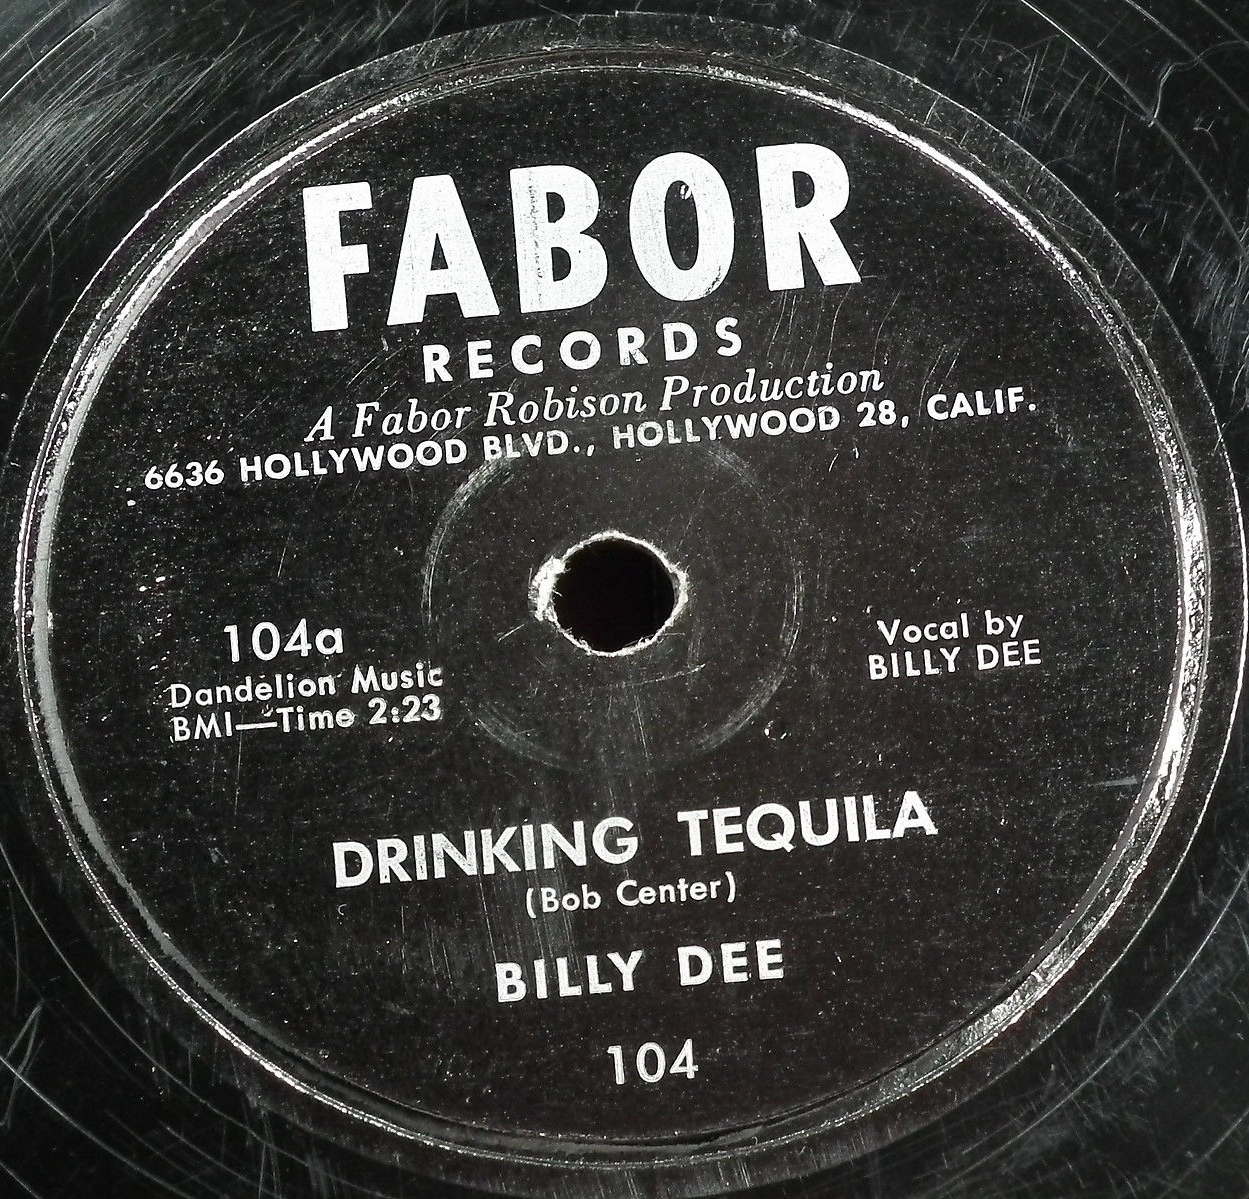 FABOR
RECORDS
A Fabor Robison Production
6636 HOLLYWOOD BLVD., HOLLYWOOD 28, CALIF.
104a
Dandelion Music
BMI—Time 2:23
Vocal by
BILLY DEE
DRINKING TEQUILA
(Bob Center)
BILLY DEE
104